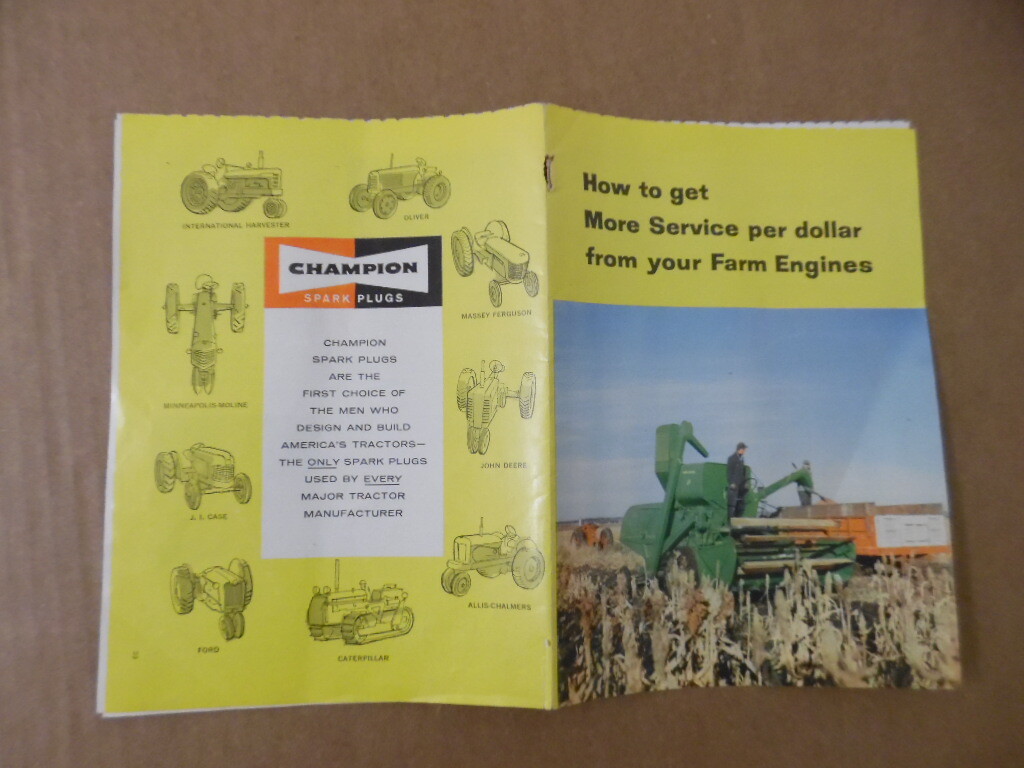 INTERNATIONAL HARVESTER
OLIVER
MASSEY FERGUSON
MINNEAPOLIS-MOLINE
JOHN DEERE
J. I. CASE
ALLIS-CHALMERS
FORD
CATERPILLAR
CHAMPION
SPARK PLUGS
CHAMPION
SPARK PLUGS
ARE THE
FIRST CHOICE OF
THE MEN WHO
DESIGN AND BUILD
AMERICA'S TRACTORS—
THE ONLY SPARK PLUGS
USED BY EVERY
MAJOR TRACTOR
MANUFACTURER
How to get
More Service per dollar
from your Farm Engines